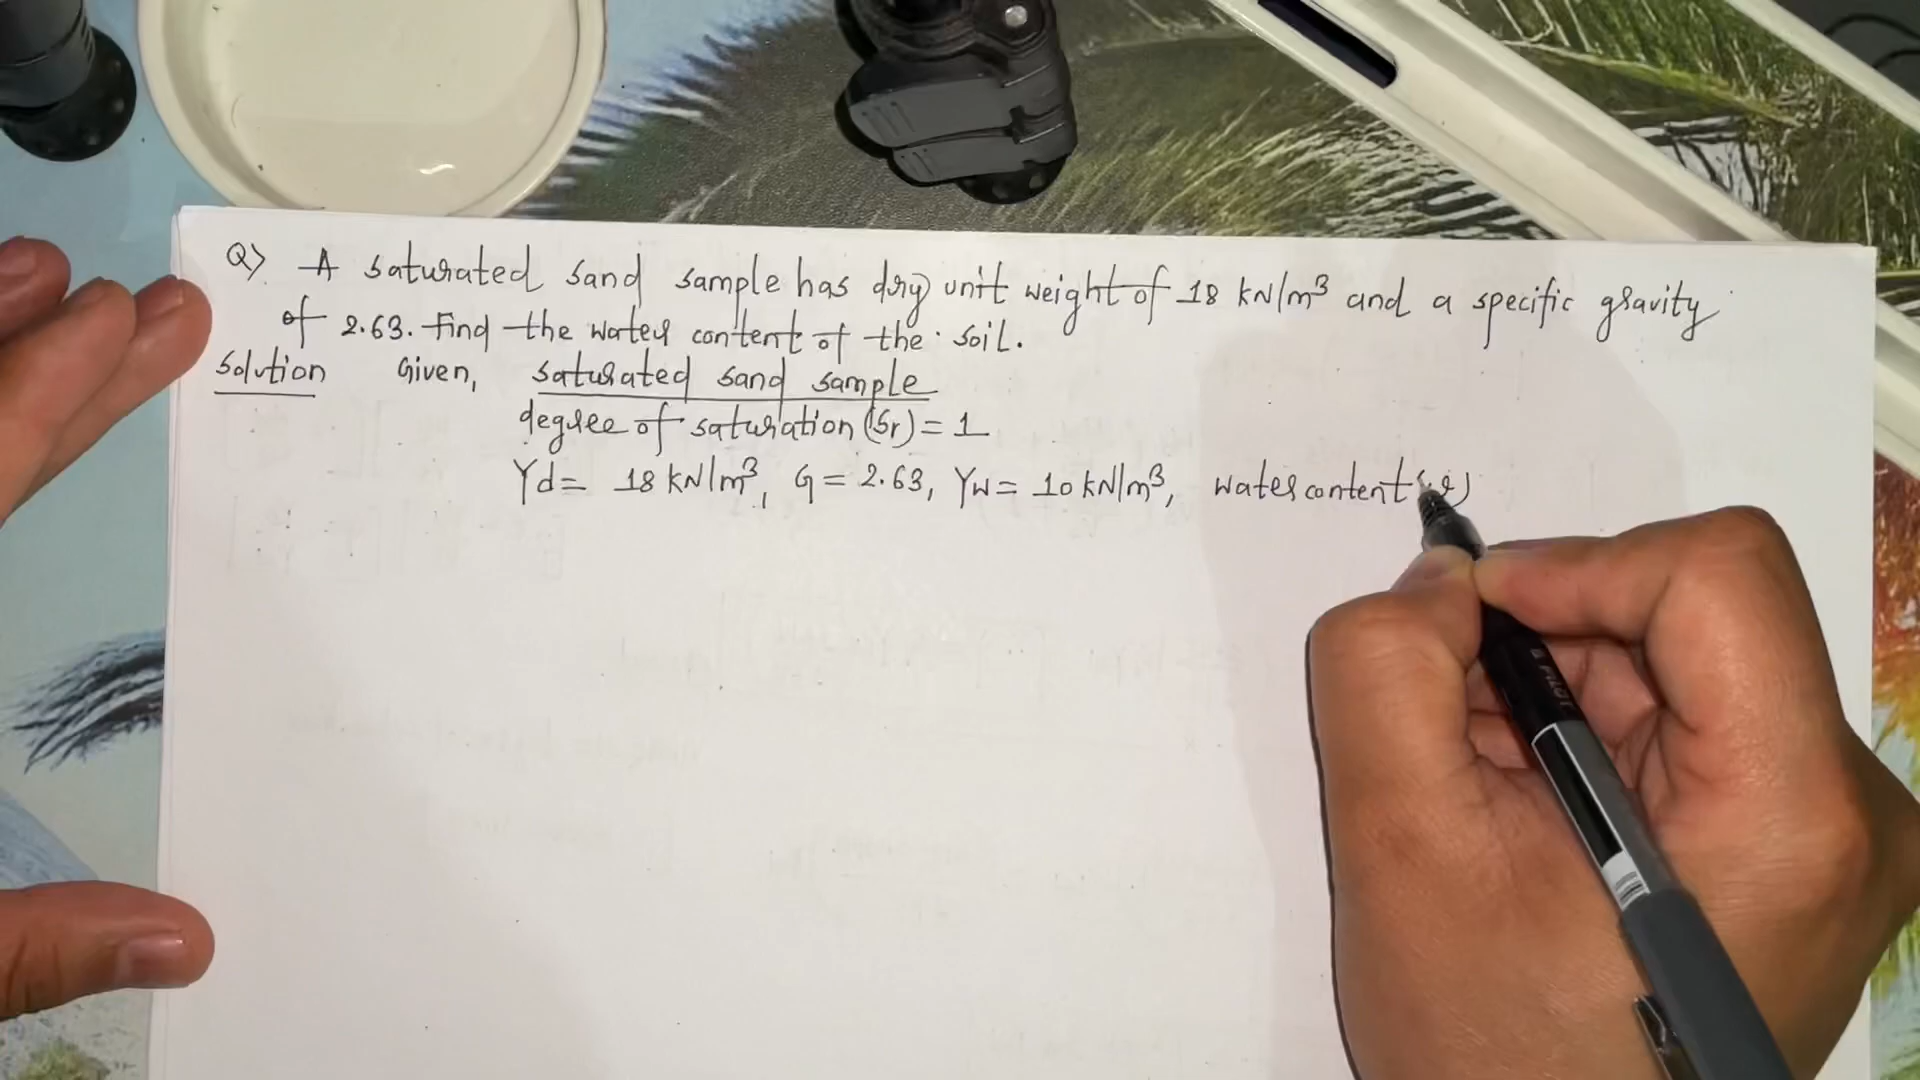 Q> A saturated sand sample has dry unit weight of 18 kN/m³ and a specific gravity
of 2.63. Find the water content of the soil.
Solution Given, saturated sand sample
degree of saturation (Sr) = 1
γd = 18 kN/m³, G = 2.63, γw = 10 kN/m³, water content
PILOT